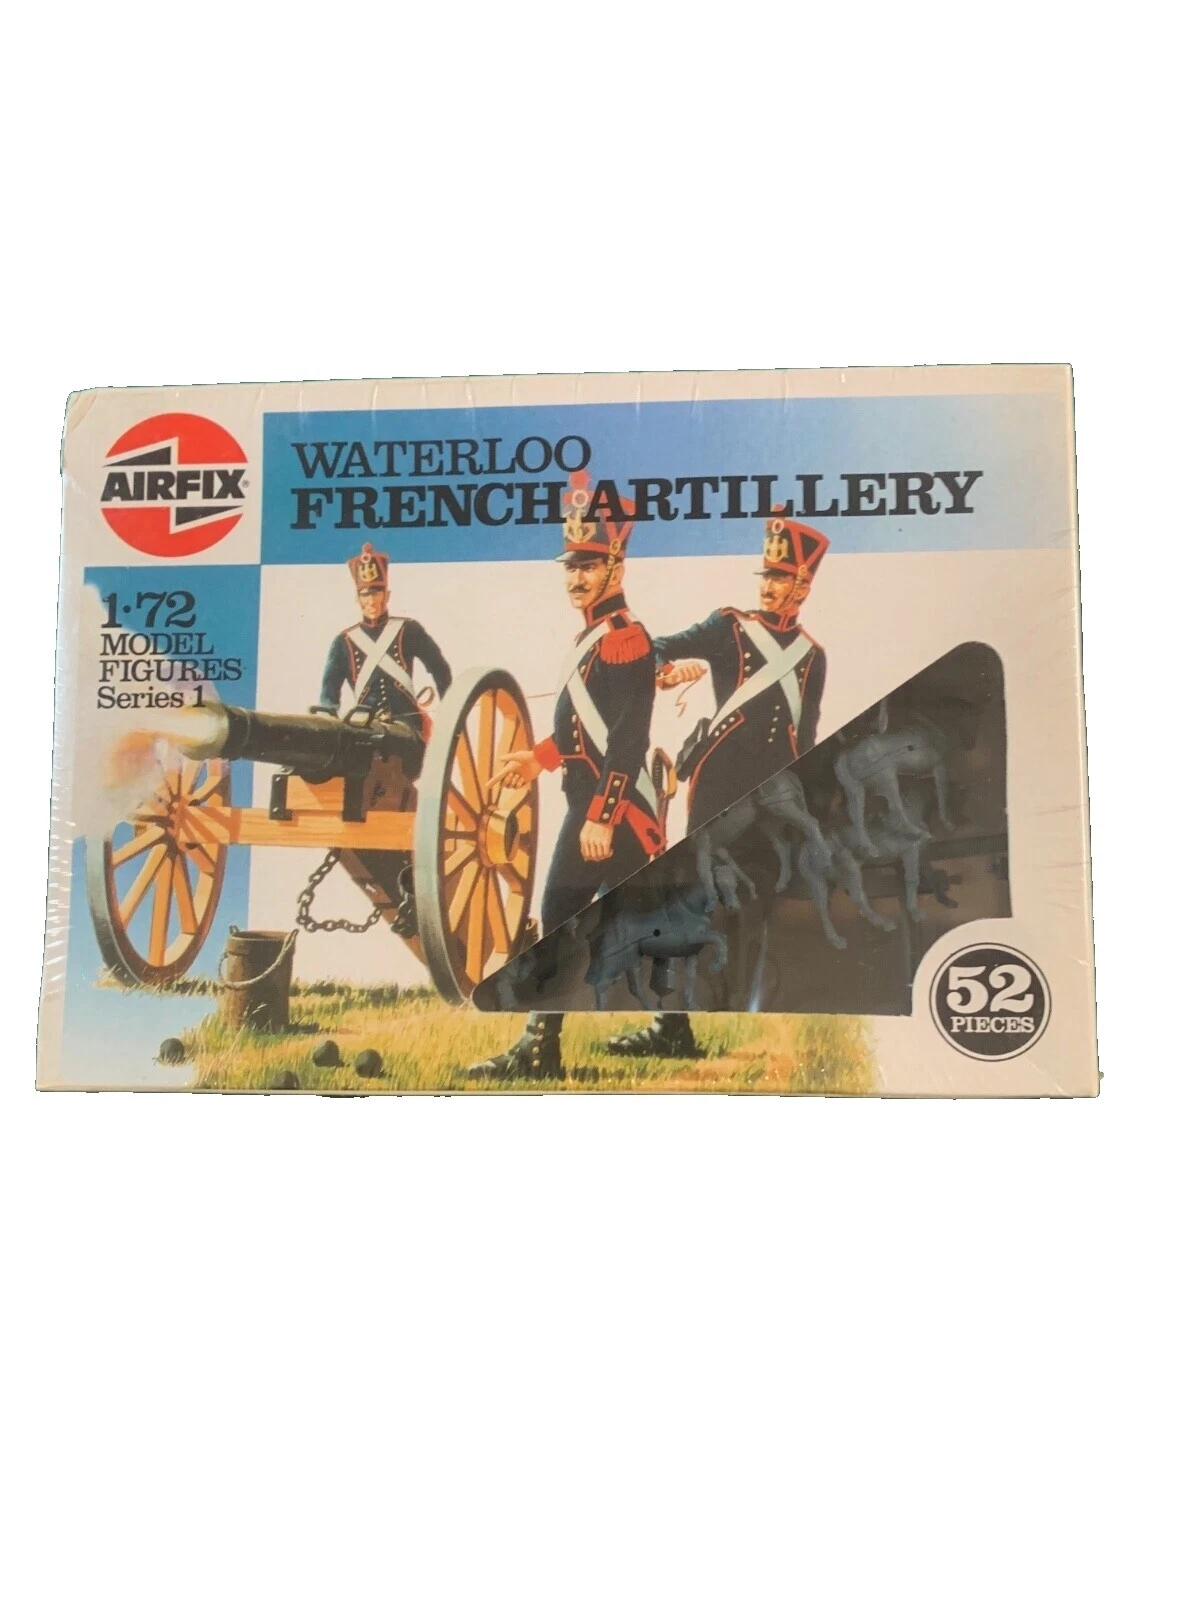 AIRFIX®
WATERLOO
FRENCH ARTILLERY
1·72
MODEL
FIGURES
Series 1
52
PIECES